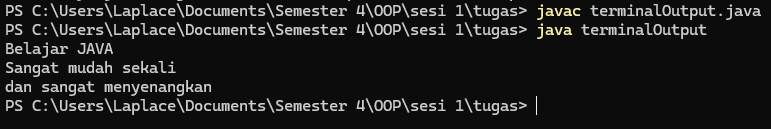 PS C:\Users\Laplace\Documents\Semester 4\OOP\sesi 1\tugas> javac terminalOutput.java
PS C:\Users\Laplace\Documents\Semester 4\OOP\sesi 1\tugas> java terminalOutput
Belajar JAVA
Sangat mudah sekali
dan sangat menyenangkan
PS C:\Users\Laplace\Documents\Semester 4\OOP\sesi 1\tugas>